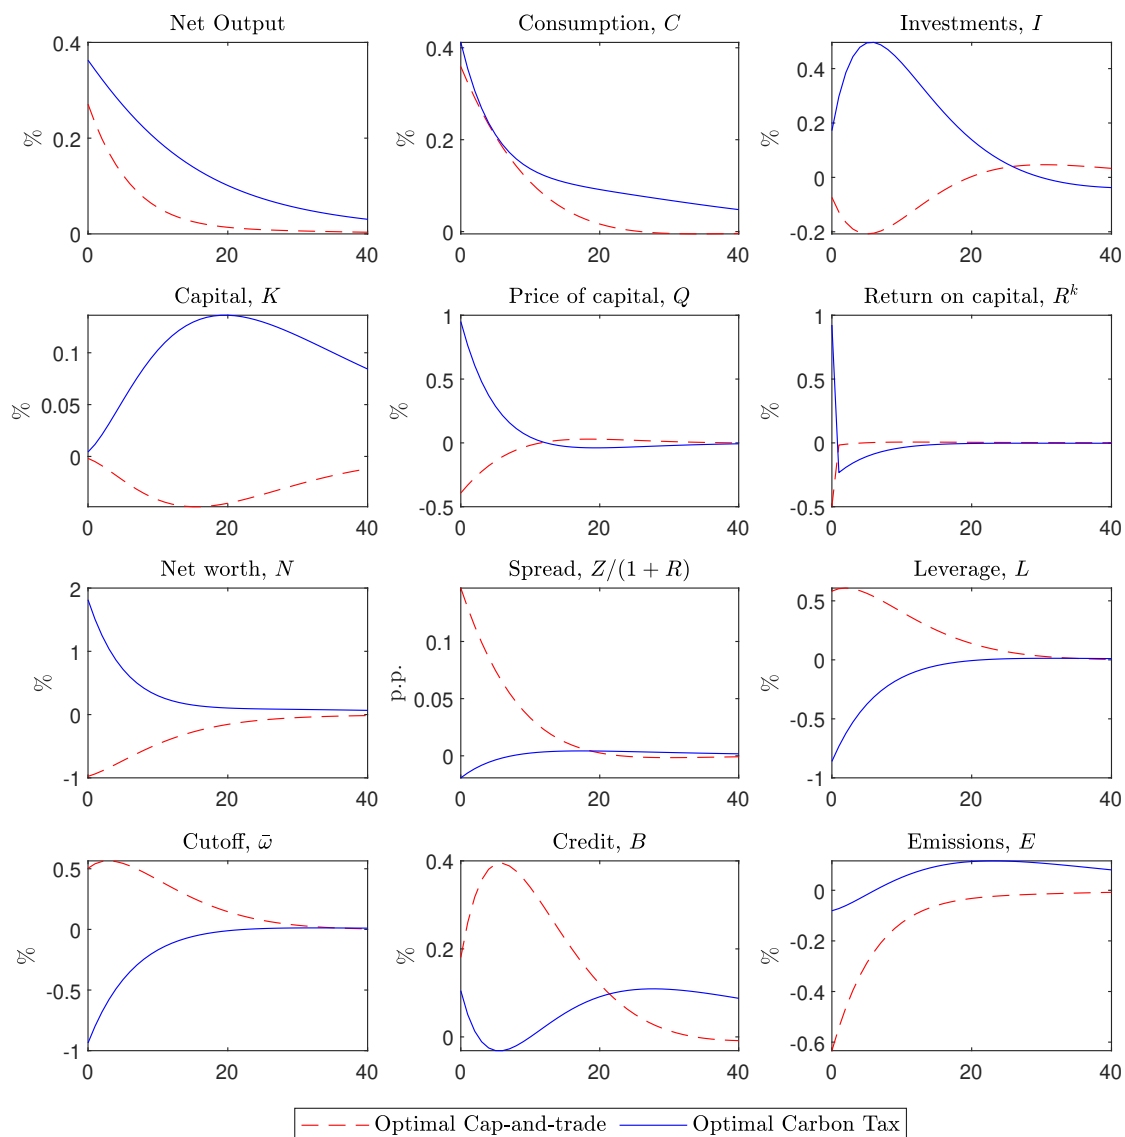 Net Output
Consumption, C
Investments, I
%
0.4
0.2
0
0 20 40
%
0.4
0.2
0
0 20 40
%
0.4
0.2
0
-0.2
0 20 40
Capital, K
Price of capital, Q
Return on capital, R^k
%
0.1
0.05
0
0 20 40
%
1
0.5
0
-0.5
0 20 40
%
1
0.5
0
-0.5
0 20 40
Net worth, N
Spread, Z/(1 + R)
Leverage, L
%
2
1
0
-1
0 20 40
p.p.
0.1
0.05
0
0 20 40
%
0.5
0
-0.5
-1
0 20 40
Cutoff, ω̄
Credit, B
Emissions, E
%
0.5
0
-0.5
-1
0 20 40
%
0.4
0.2
0
0 20 40
%
0
-0.2
-0.4
-0.6
0 20 40
Optimal Cap-and-trade Optimal Carbon Tax